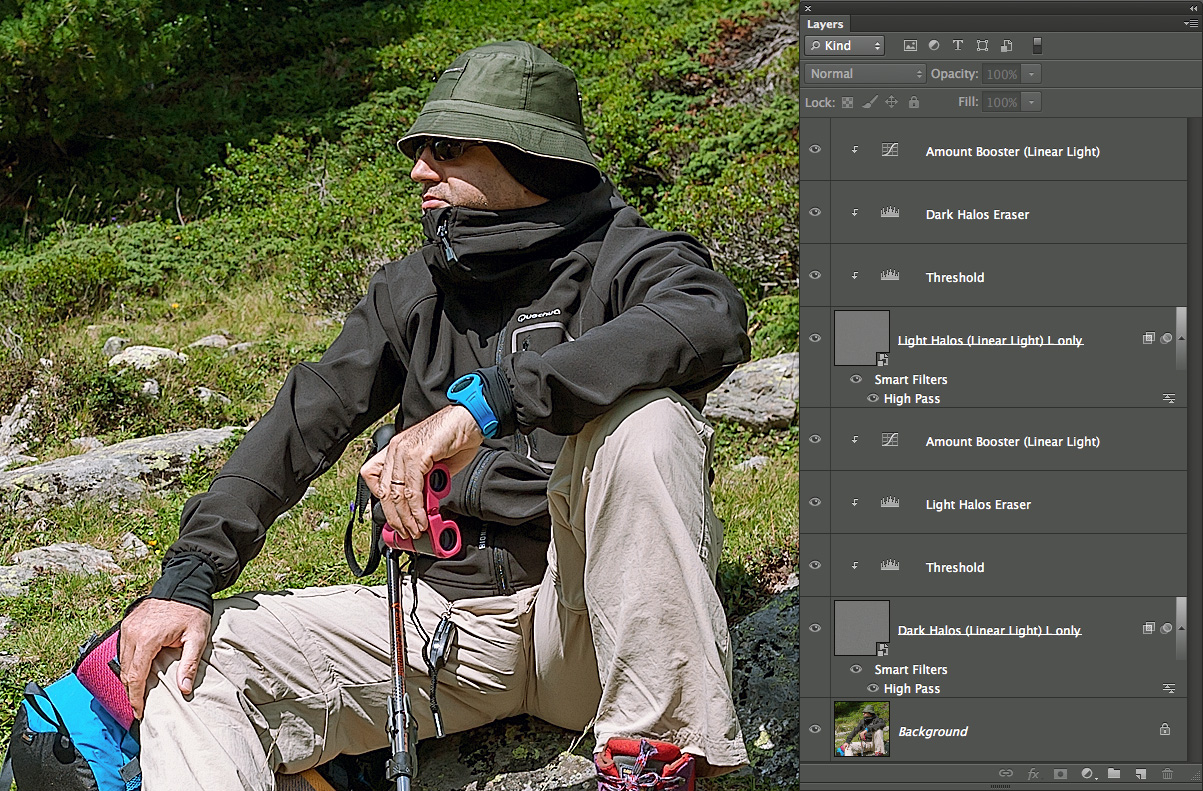 Layers
Kind
Normal
Opacity: 100%
Lock:
Fill: 100%
Amount Booster (Linear Light)
Dark Halos Eraser
Threshold
Light Halos (Linear Light) L only
Smart Filters
High Pass
Amount Booster (Linear Light)
Light Halos Eraser
Threshold
Dark Halos (Linear Light) L only
Smart Filters
High Pass
Background
fx
Quechua
BION